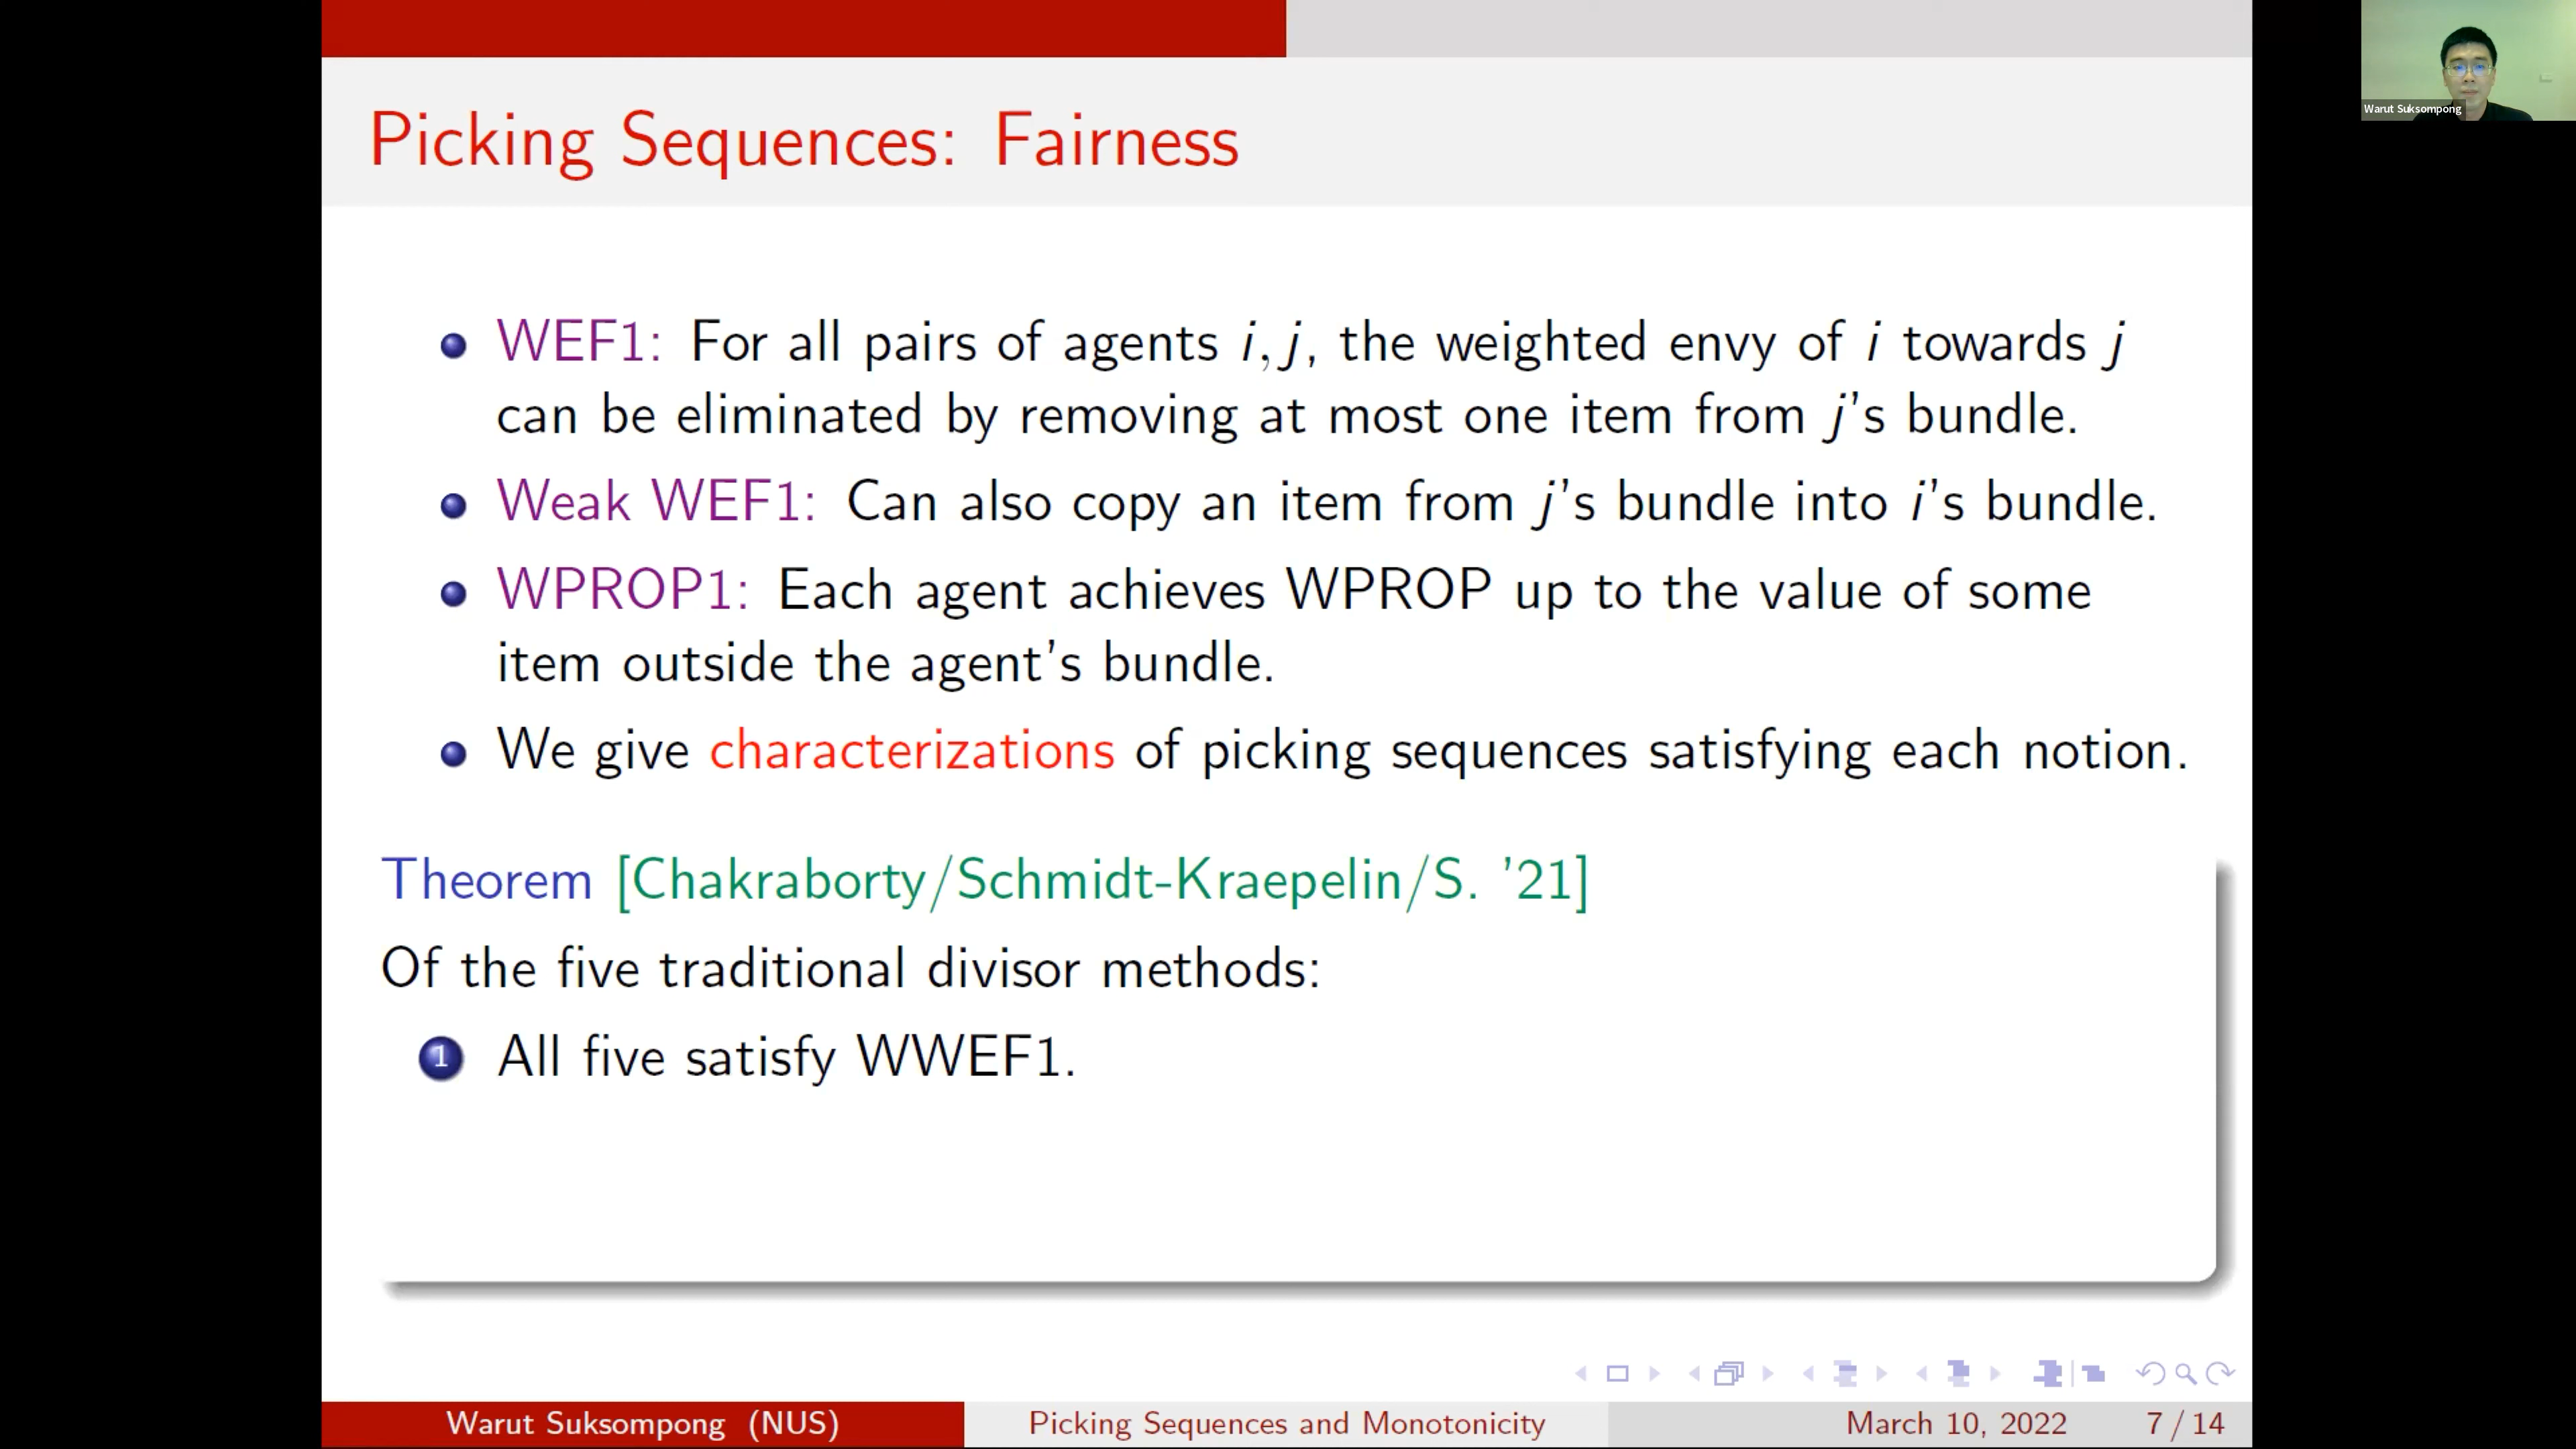 Picking Sequences: Fairness
Warut Suksompong
WEF1: For all pairs of agents i, j, the weighted envy of i towards j
can be eliminated by removing at most one item from j's bundle.
Weak WEF1: Can also copy an item from j's bundle into i's bundle.
WPROP1: Each agent achieves WPROP up to the value of some
item outside the agent's bundle.
We give characterizations of picking sequences satisfying each notion.
Theorem [Chakraborty/Schmidt-Kraepelin/S. '21]
Of the five traditional divisor methods:
1 All five satisfy WWEF1.
Warut Suksompong (NUS) Picking Sequences and Monotonicity March 10, 2022 7 / 14